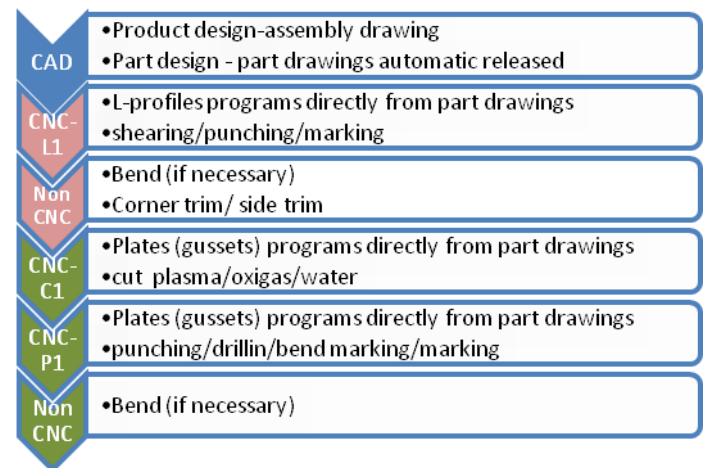 CAD
•Product design-assembly drawing
•Part design - part drawings automatic released
CNC-
L1
•L-profiles programs directly from part drawings
•shearing/punching/marking
Non
CNC
•Bend (if necessary)
•Corner trim/ side trim
CNC-
C1
•Plates (gussets) programs directly from part drawings
•cut plasma/oxigas/water
CNC-
P1
•Plates (gussets) programs directly from part drawings
•punching/drillin/bend marking/marking
Non
CNC
•Bend (if necessary)